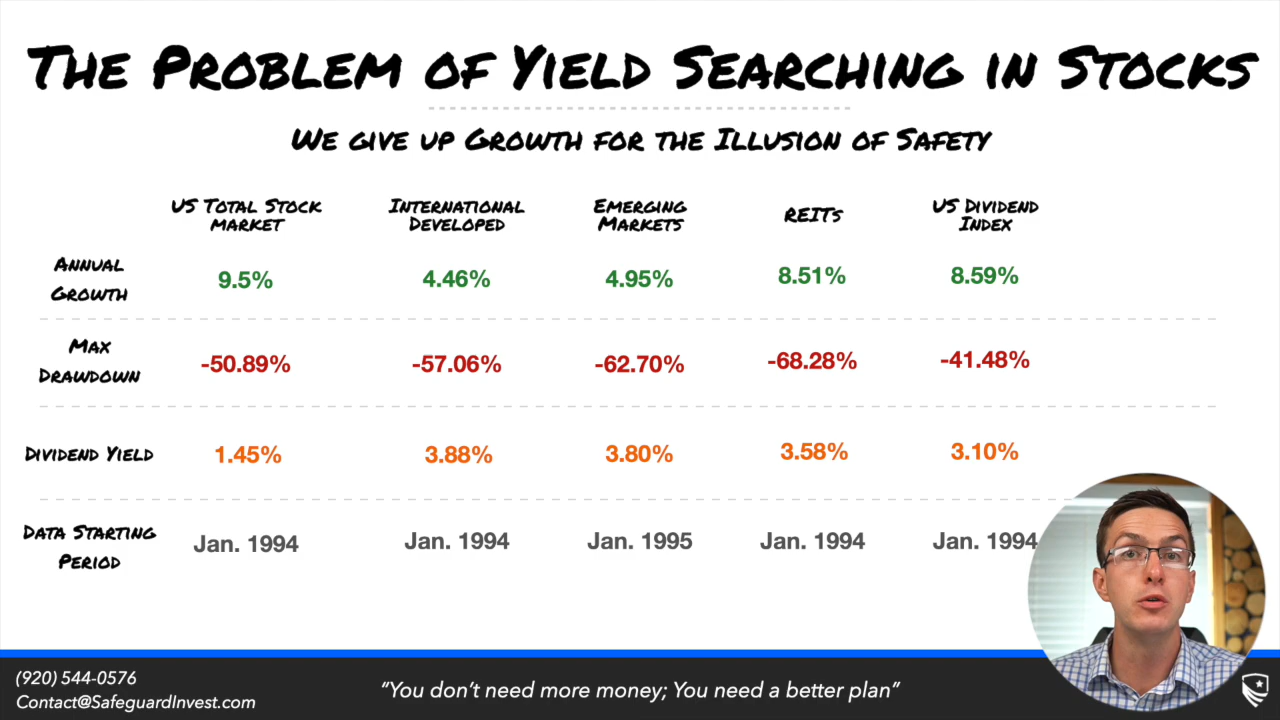 The Problem of Yield Searching in Stocks
We give up Growth for the Illusion of Safety
US Total Stock
market
International
Developed
Emerging
Markets
REITs
US Dividend
Index
Annual
Growth
9.5%
4.46%
4.95%
8.51%
8.59%
Max
Drawdown
-50.89%
-57.06%
-62.70%
-68.28%
-41.48%
Dividend Yield
1.45%
3.88%
3.80%
3.58%
3.10%
Data Starting
Period
Jan. 1994
Jan. 1994
Jan. 1995
Jan. 1994
Jan. 1994
(920) 544-0576
Contact@SafeguardInvest.com
"You don't need more money; You need a better plan"